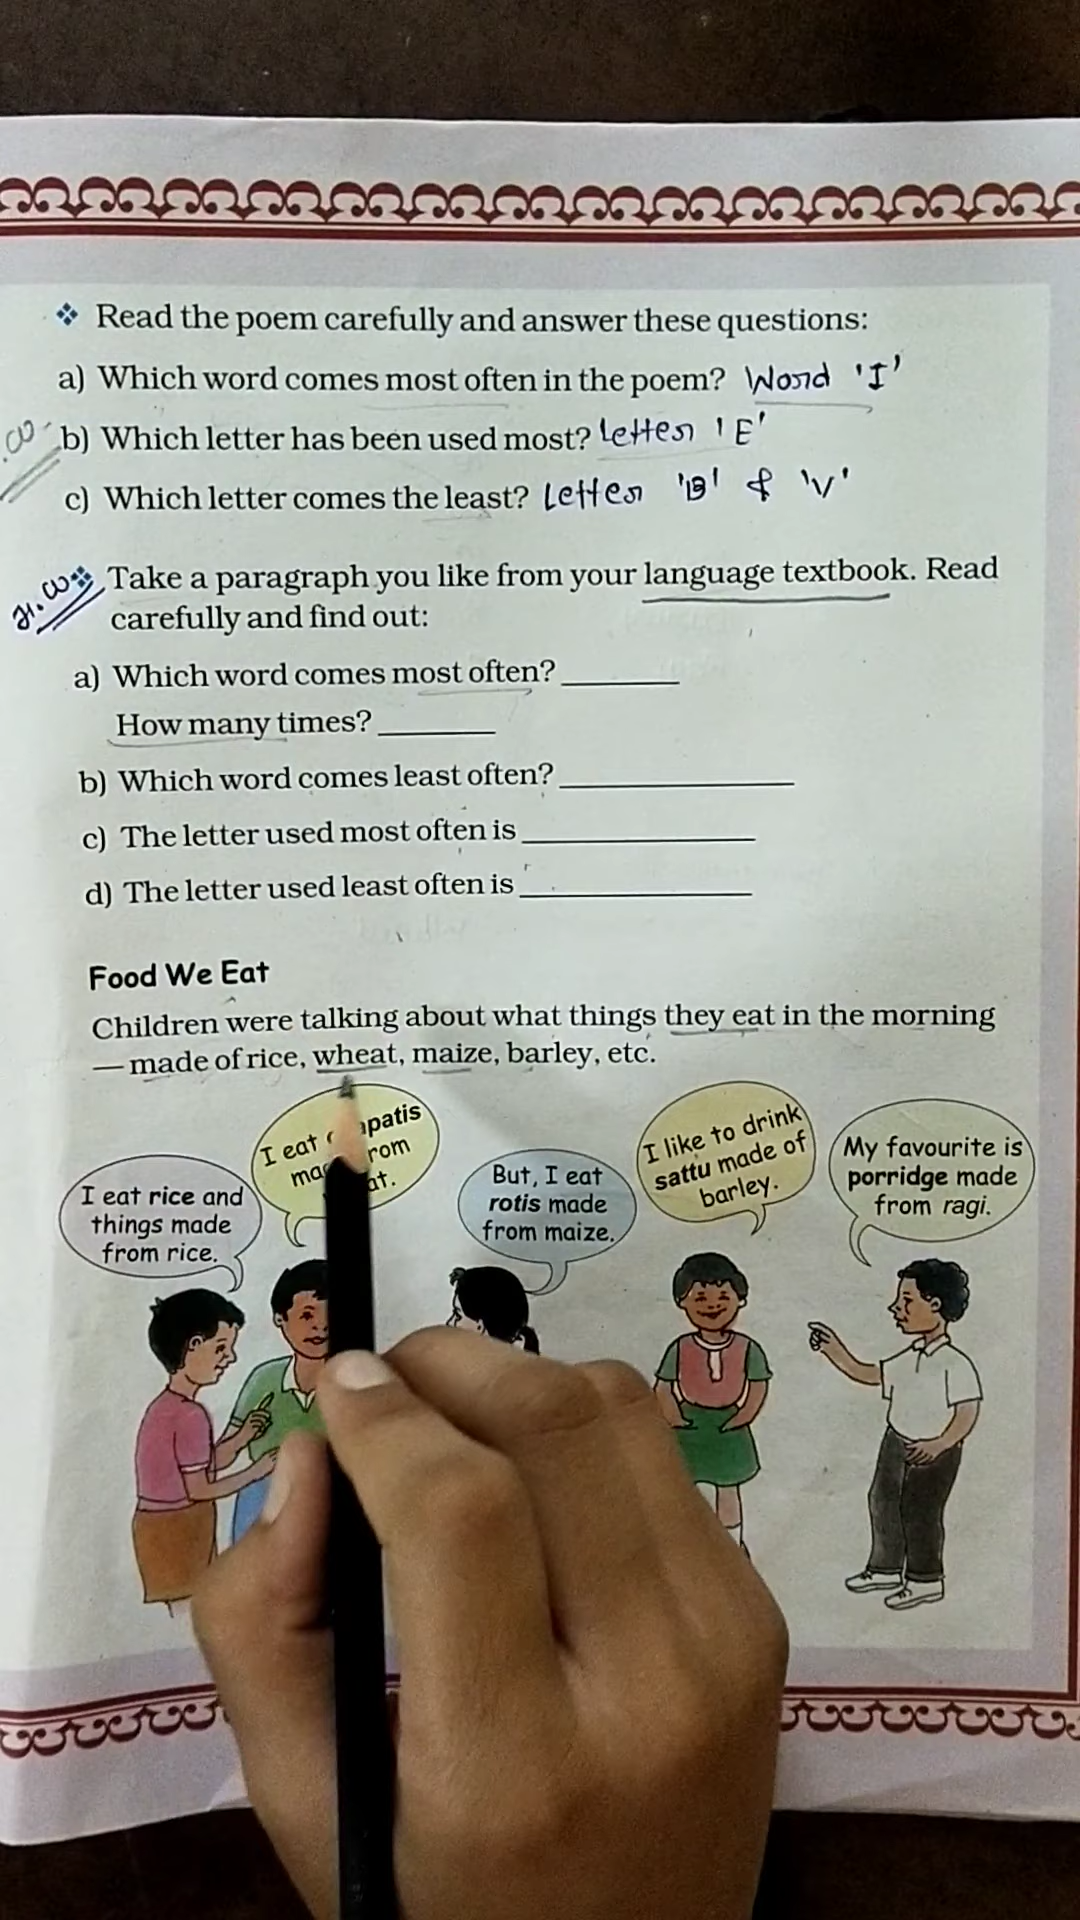 ❖ Read the poem carefully and answer these questions:
a) Which word comes most often in the poem? Word 'I'
b) Which letter has been used most? Letter 'E'
c) Which letter comes the least? Letter 'B' & 'V'
H.W ❖ Take a paragraph you like from your language textbook. Read
carefully and find out:
a) Which word comes most often? ______
How many times? ______
b) Which word comes least often? ______
c) The letter used most often is ______
d) The letter used least often is ______
Food We Eat
Children were talking about what things they eat in the morning
— made of rice, wheat, maize, barley, etc.
I eat rice and
things made
from rice.
I eat
But, I eat
rotis made
from maize.
I like to drink
sattu made of
barley.
My favourite is
porridge made
from ragi.